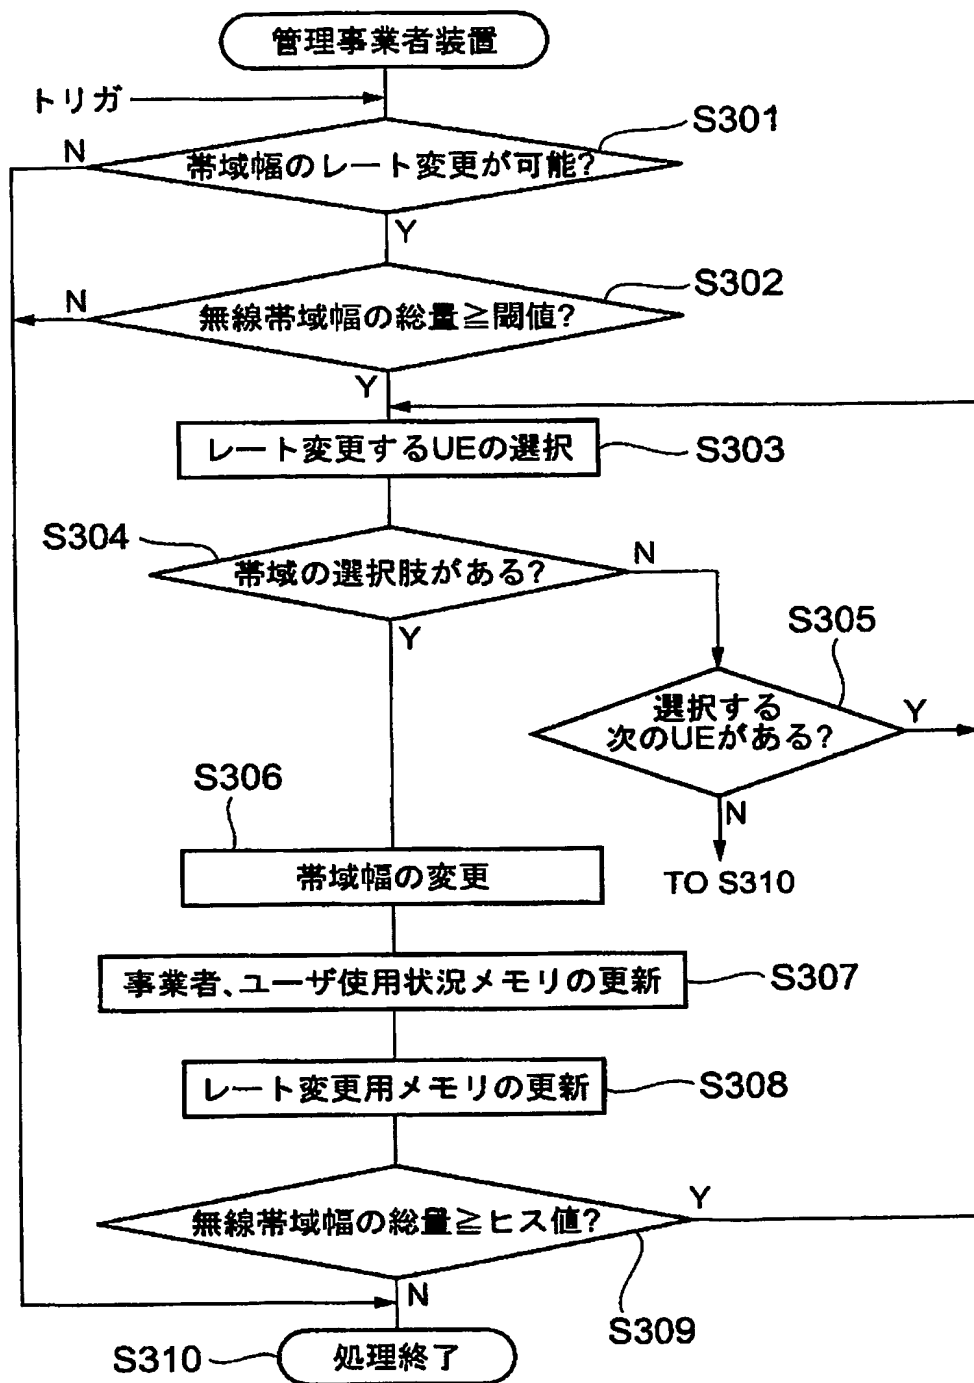 管理事業者装置
トリガ
S301
N
帯域幅のレート変更が可能?
Y
S302
N
無線帯域幅の総量≧閾値?
Y
レート変更するUEの選択
S303
S304
N
帯域の選択肢がある?
Y
S305
選択する
次のUEがある?
Y
N
TO S310
S306
帯域幅の変更
事業者、ユーザ使用状況メモリの更新
S307
レート変更用メモリの更新
S308
無線帯域幅の総量≧ヒス値?
Y
N
S309
S310
処理終了